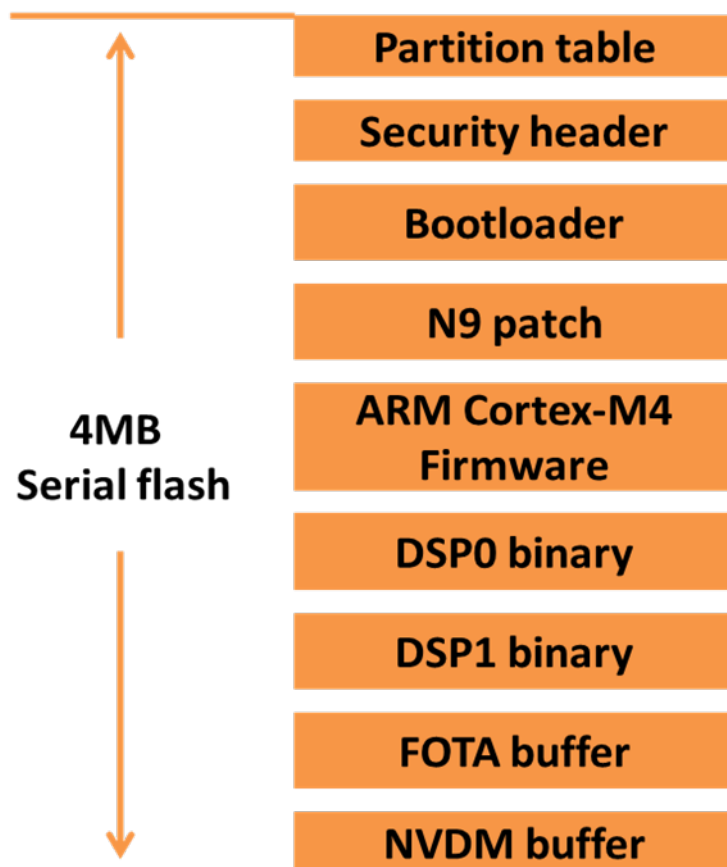 Partition table
Security header
Bootloader
N9 patch
ARM Cortex-M4
Firmware
4MB
Serial flash
DSP0 binary
DSP1 binary
FOTA buffer
NVDM buffer